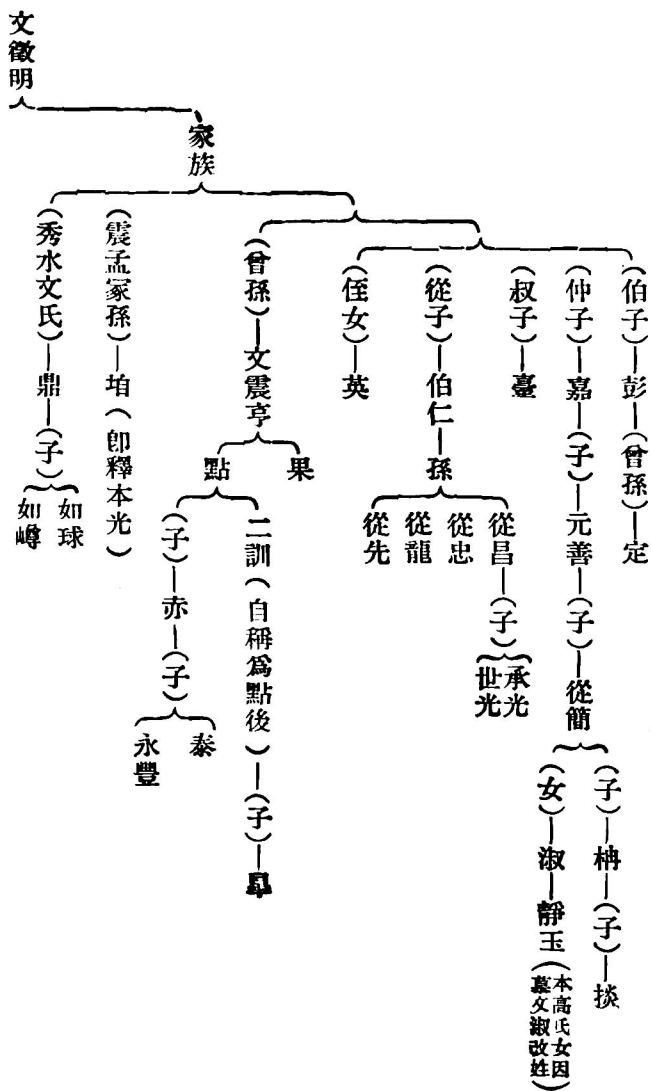 文徵明
家族
(伯子)—彭—(曾孫)—定
(仲子)—嘉—(子)—元善—(子)—從簡
(子)—柟—(子)—掞
(女)—淑—靜玉(本高氏女因慕文淑改姓)
(叔子)—臺
(從子)—伯仁—孫
從昌—(子)
承光
世光
從忠
從龍
從先
(侄女)—英
(曾孫)—文震亨
果
點
二訓(自稱爲點後)—(子)
(子)—赤—(子)
泰
永豐
(震孟冢孫)—垍(卽釋本光)
(秀水文氏)—鼎—(子)
如球
如嶟